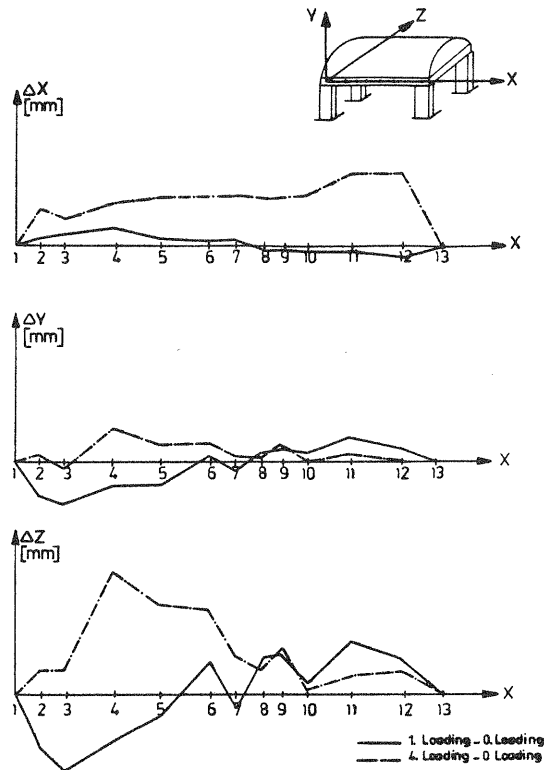 Y
Z
X
ΔX
[mm]
X
1 2 3 4 5 6 7 8 9 10 11 12 13
ΔY
[mm]
X
1 2 3 4 5 6 7 8 9 10 11 12 13
ΔZ
[mm]
X
1 2 3 4 5 6 7 8 9 10 11 12 13
1. Loading - 0. Loading
4. Loading - 0 Loading